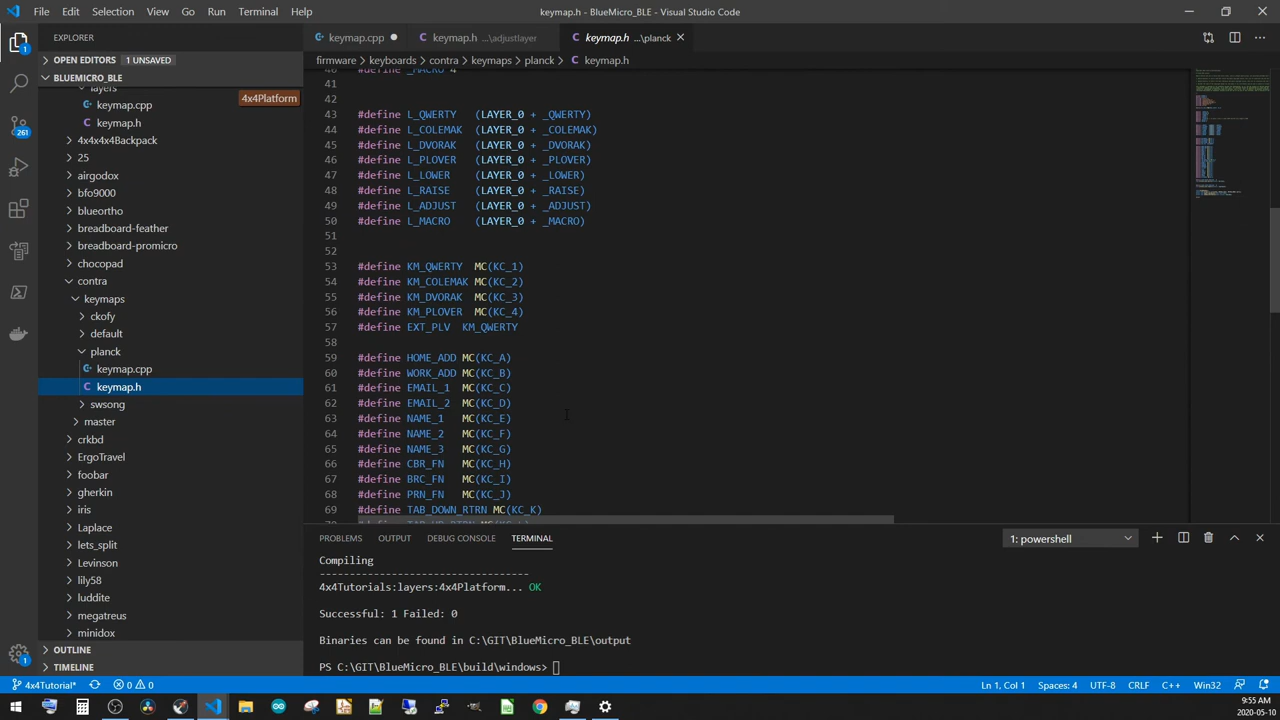 File Edit Selection View Go Run Terminal Help
keymap.h - BlueMicro_BLE - Visual Studio Code
EXPLORER
OPEN EDITORS 1 UNSAVED
BLUEMICRO_BLE
layers
4x4Platform
keymap.cpp
keymap.h
4x4x4x4Backpack
25
airgodox
bfo9000
blueortho
breadboard-feather
breadboard-promicro
chocopad
contra
keymaps
ckofy
default
planck
keymap.cpp
keymap.h
swsong
master
crkbd
ErgoTravel
foobar
gherkin
iris
Laplace
lets_split
Levinson
lily58
luddite
megatreus
minidox
OUTLINE
TIMELINE
1
261
1
keymap.cpp
keymap.h ...\adjustlayer
keymap.h ...\planck
firmware > keyboards > contra > keymaps > planck > keymap.h
40 #define _MACRO 4
41
42
43 #define L_QWERTY (LAYER_0 + _QWERTY)
44 #define L_COLEMAK (LAYER_0 + _COLEMAK)
45 #define L_DVORAK (LAYER_0 + _DVORAK)
46 #define L_PLOVER (LAYER_0 + _PLOVER)
47 #define L_LOWER (LAYER_0 + _LOWER)
48 #define L_RAISE (LAYER_0 + _RAISE)
49 #define L_ADJUST (LAYER_0 + _ADJUST)
50 #define L_MACRO (LAYER_0 + _MACRO)
51
52
53 #define KM_QWERTY MC(KC_1)
54 #define KM_COLEMAK MC(KC_2)
55 #define KM_DVORAK MC(KC_3)
56 #define KM_PLOVER MC(KC_4)
57 #define EXT_PLV KM_QWERTY
58
59 #define HOME_ADD MC(KC_A)
60 #define WORK_ADD MC(KC_B)
61 #define EMAIL_1 MC(KC_C)
62 #define EMAIL_2 MC(KC_D)
63 #define NAME_1 MC(KC_E)
64 #define NAME_2 MC(KC_F)
65 #define NAME_3 MC(KC_G)
66 #define CBR_FN MC(KC_H)
67 #define BRC_FN MC(KC_I)
68 #define PRN_FN MC(KC_J)
69 #define TAB_DOWN_RTRN MC(KC_K)
PROBLEMS OUTPUT DEBUG CONSOLE TERMINAL
1: powershell
Compiling
---------------------------------
4x4Tutorials:layers:4x4Platform... OK
Successful: 1 Failed: 0
Binaries can be found in C:\GIT\BlueMicro_BLE\output
PS C:\GIT\BlueMicro_BLE\build\windows>
4x4Tutorial* 0 0
Ln 1, Col 1 Spaces: 4 UTF-8 CRLF C++ Win32
9:55 AM
2020-05-10